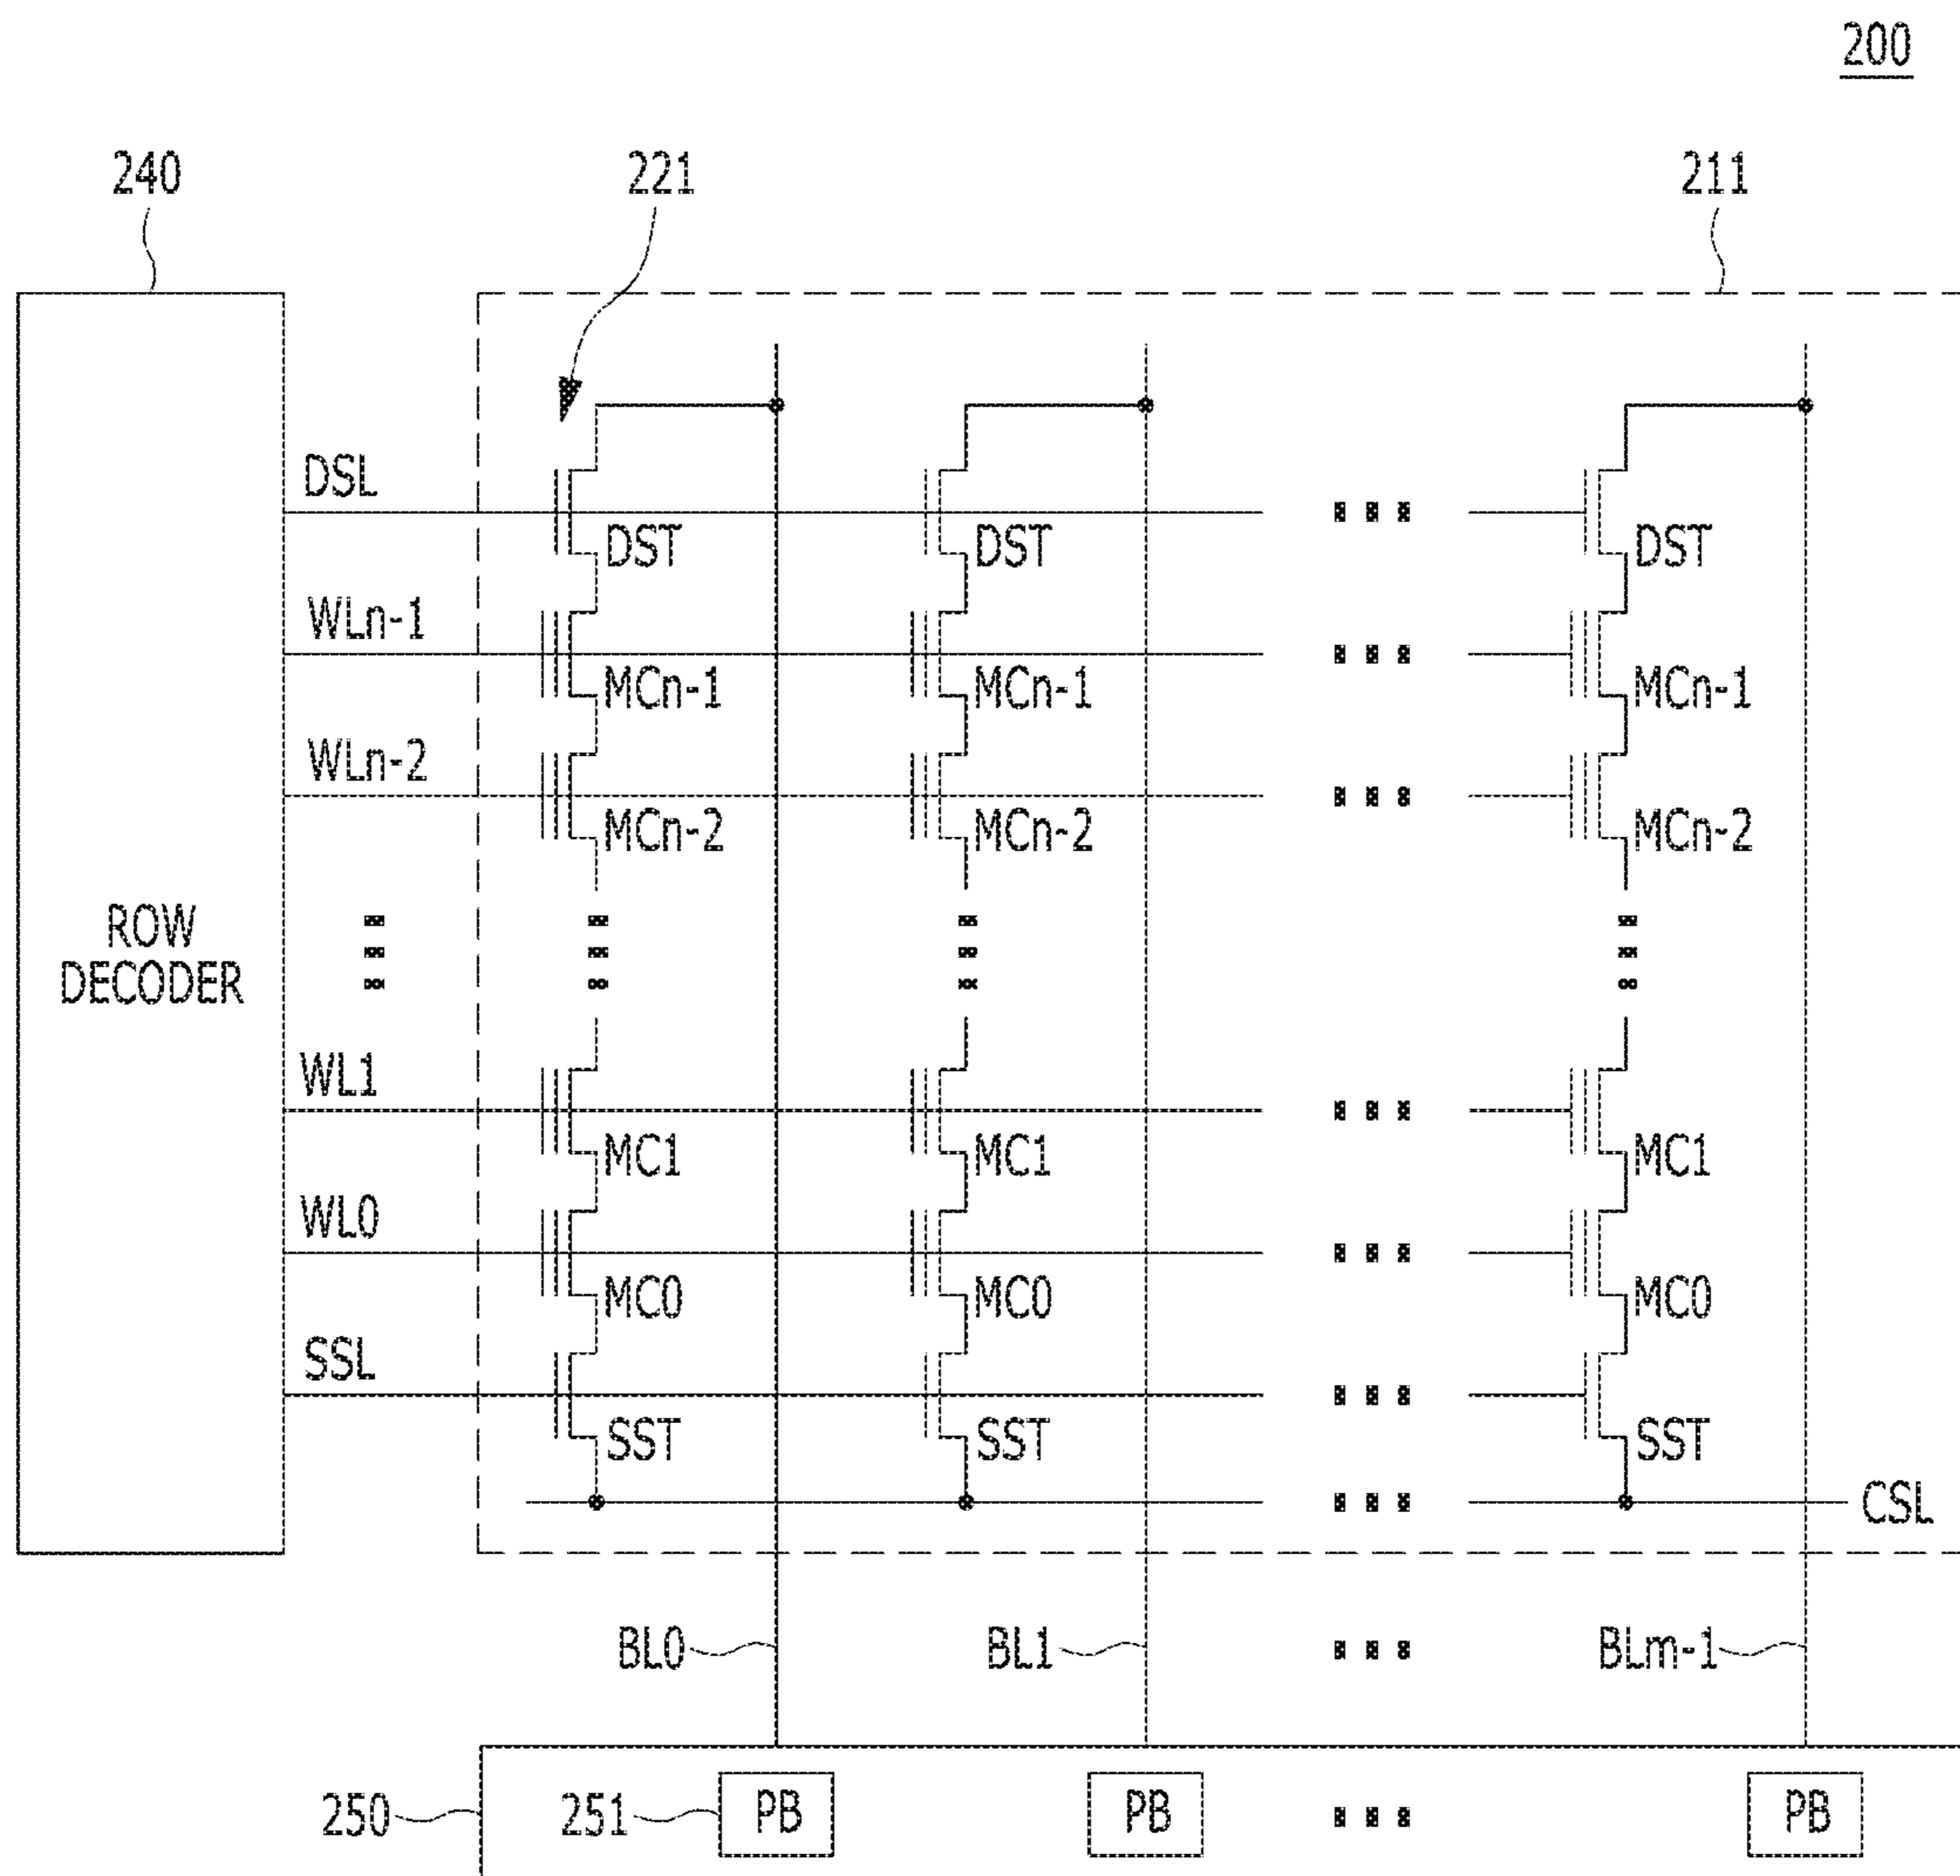 200
240 221 211
DSL
DST DST DST
WLn-1
MCn-1 MCn-1 MCn-1
WLn-2
MCn-2 MCn-2 MCn-2
ROW
DECODER
WL1
MC1 MC1 MC1
WL0
MC0 MC0 MC0
SSL
SST SST SST
CSL
BL0 BL1 BLm-1
250 251 PB PB PB